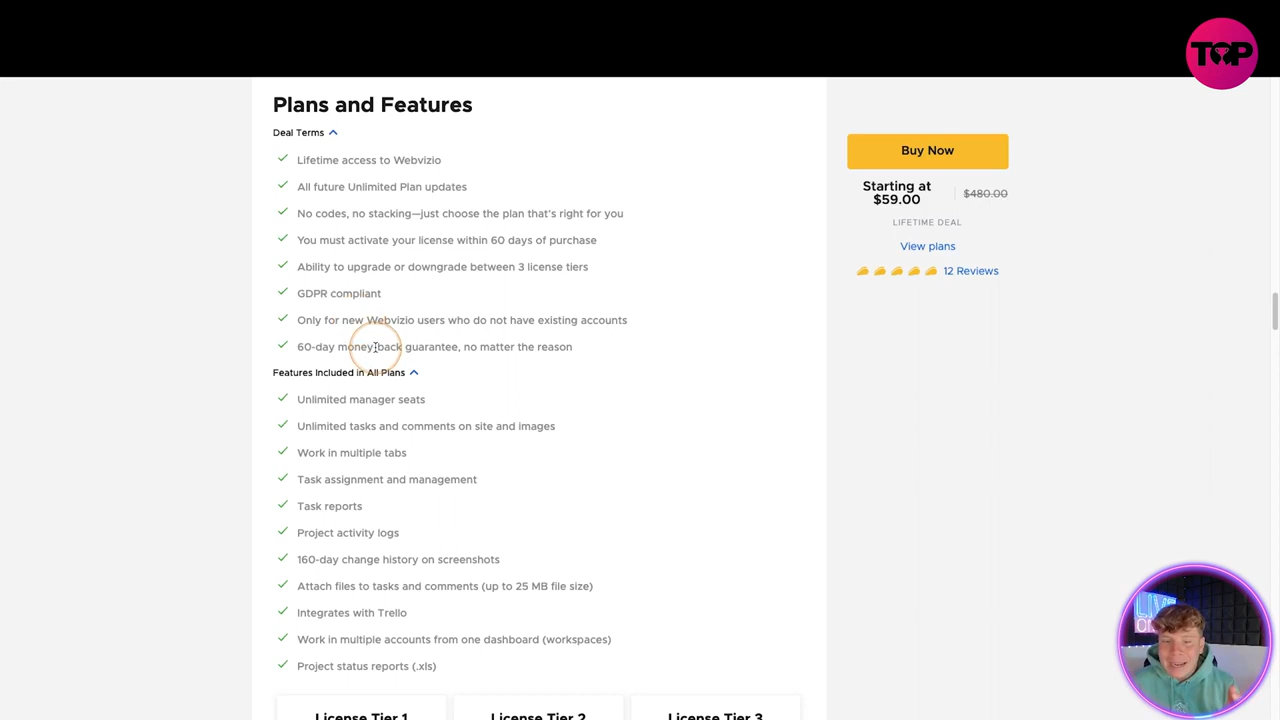 TOP
Plans and Features
Deal Terms
Lifetime access to Webvizio
All future Unlimited Plan updates
No codes, no stacking—just choose the plan that's right for you
You must activate your license within 60 days of purchase
Ability to upgrade or downgrade between 3 license tiers
GDPR compliant
Only for new Webvizio users who do not have existing accounts
60-day money-back guarantee, no matter the reason
Features Included in All Plans
Unlimited manager seats
Unlimited tasks and comments on site and images
Work in multiple tabs
Task assignment and management
Task reports
Project activity logs
160-day change history on screenshots
Attach files to tasks and comments (up to 25 MB file size)
Integrates with Trello
Work in multiple accounts from one dashboard (workspaces)
Project status reports (.xls)
License Tier 1 License Tier 2 License Tier 3
Buy Now
Starting at
$59.00
$480.00
LIFETIME DEAL
View plans
12 Reviews
LIVE
ON